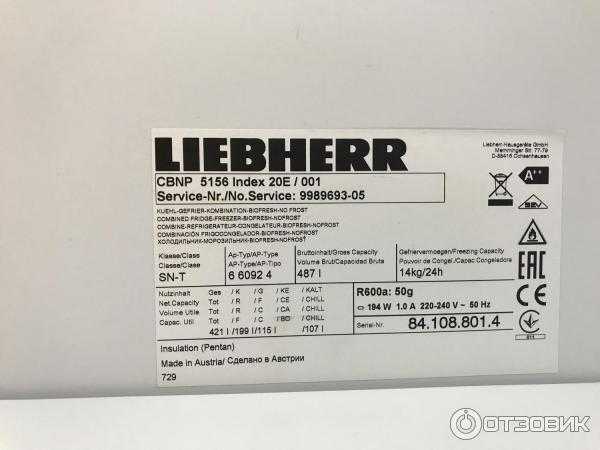 LIEBHERR
Liebherr-Hausgeräte GmbH
Memminger Str. 77-79
D-88416 Ochsenhausen
CBNP 5156 Index 20E / 001
Service-Nr./No.Service: 9989693-05
A++
SEV
KUEHL-GEFRIER-KOMBINATION-BIOFRESH-NO FROST
COMBINED FRIDGE-FREEZER-BIOFRESH-NOFROST
COMBINE-REFRIGERATEUR-CONGELATEUR-BIOFRESH-NOFROST
COMBINACIÓN FRIGOCONGELADOR-BIOFRESH-NOFROST
ХОЛОДИЛЬНИК-МОРОЗИЛЬНИК-BIOFRESH-NOFROST
Klasse/Class Ap-Typ/AP-Type Bruttoinhalt/Gross Capacity Gefriervermoegen/Freezing Capacity
Classe/Clase AP-Type/AP-Tipo Volume Brut/Capacidad Bruta Pouvoir de Congel./Cap Congeladora
SN-T 6 6092 4 487 l 14kg/24h
EAC
Nutzinhalt Ges / K / G / KE / KALT
Net.Capacity Tot / R / F / CE / CHILL
Volume Utile Tot / R / C / CA / CHILL
Capac. Util Tot / F / C / BD / CHILL
421 l /199 l /115 l /107 l
R600a: 50g
194 W 1.0 A 220-240 V ~ 50 Hz
Serial-Nr. 84.108.801.4
011
Insulation (Pentan)
Made in Austria/ Сделано в Австрии
729
ОТЗОВИК